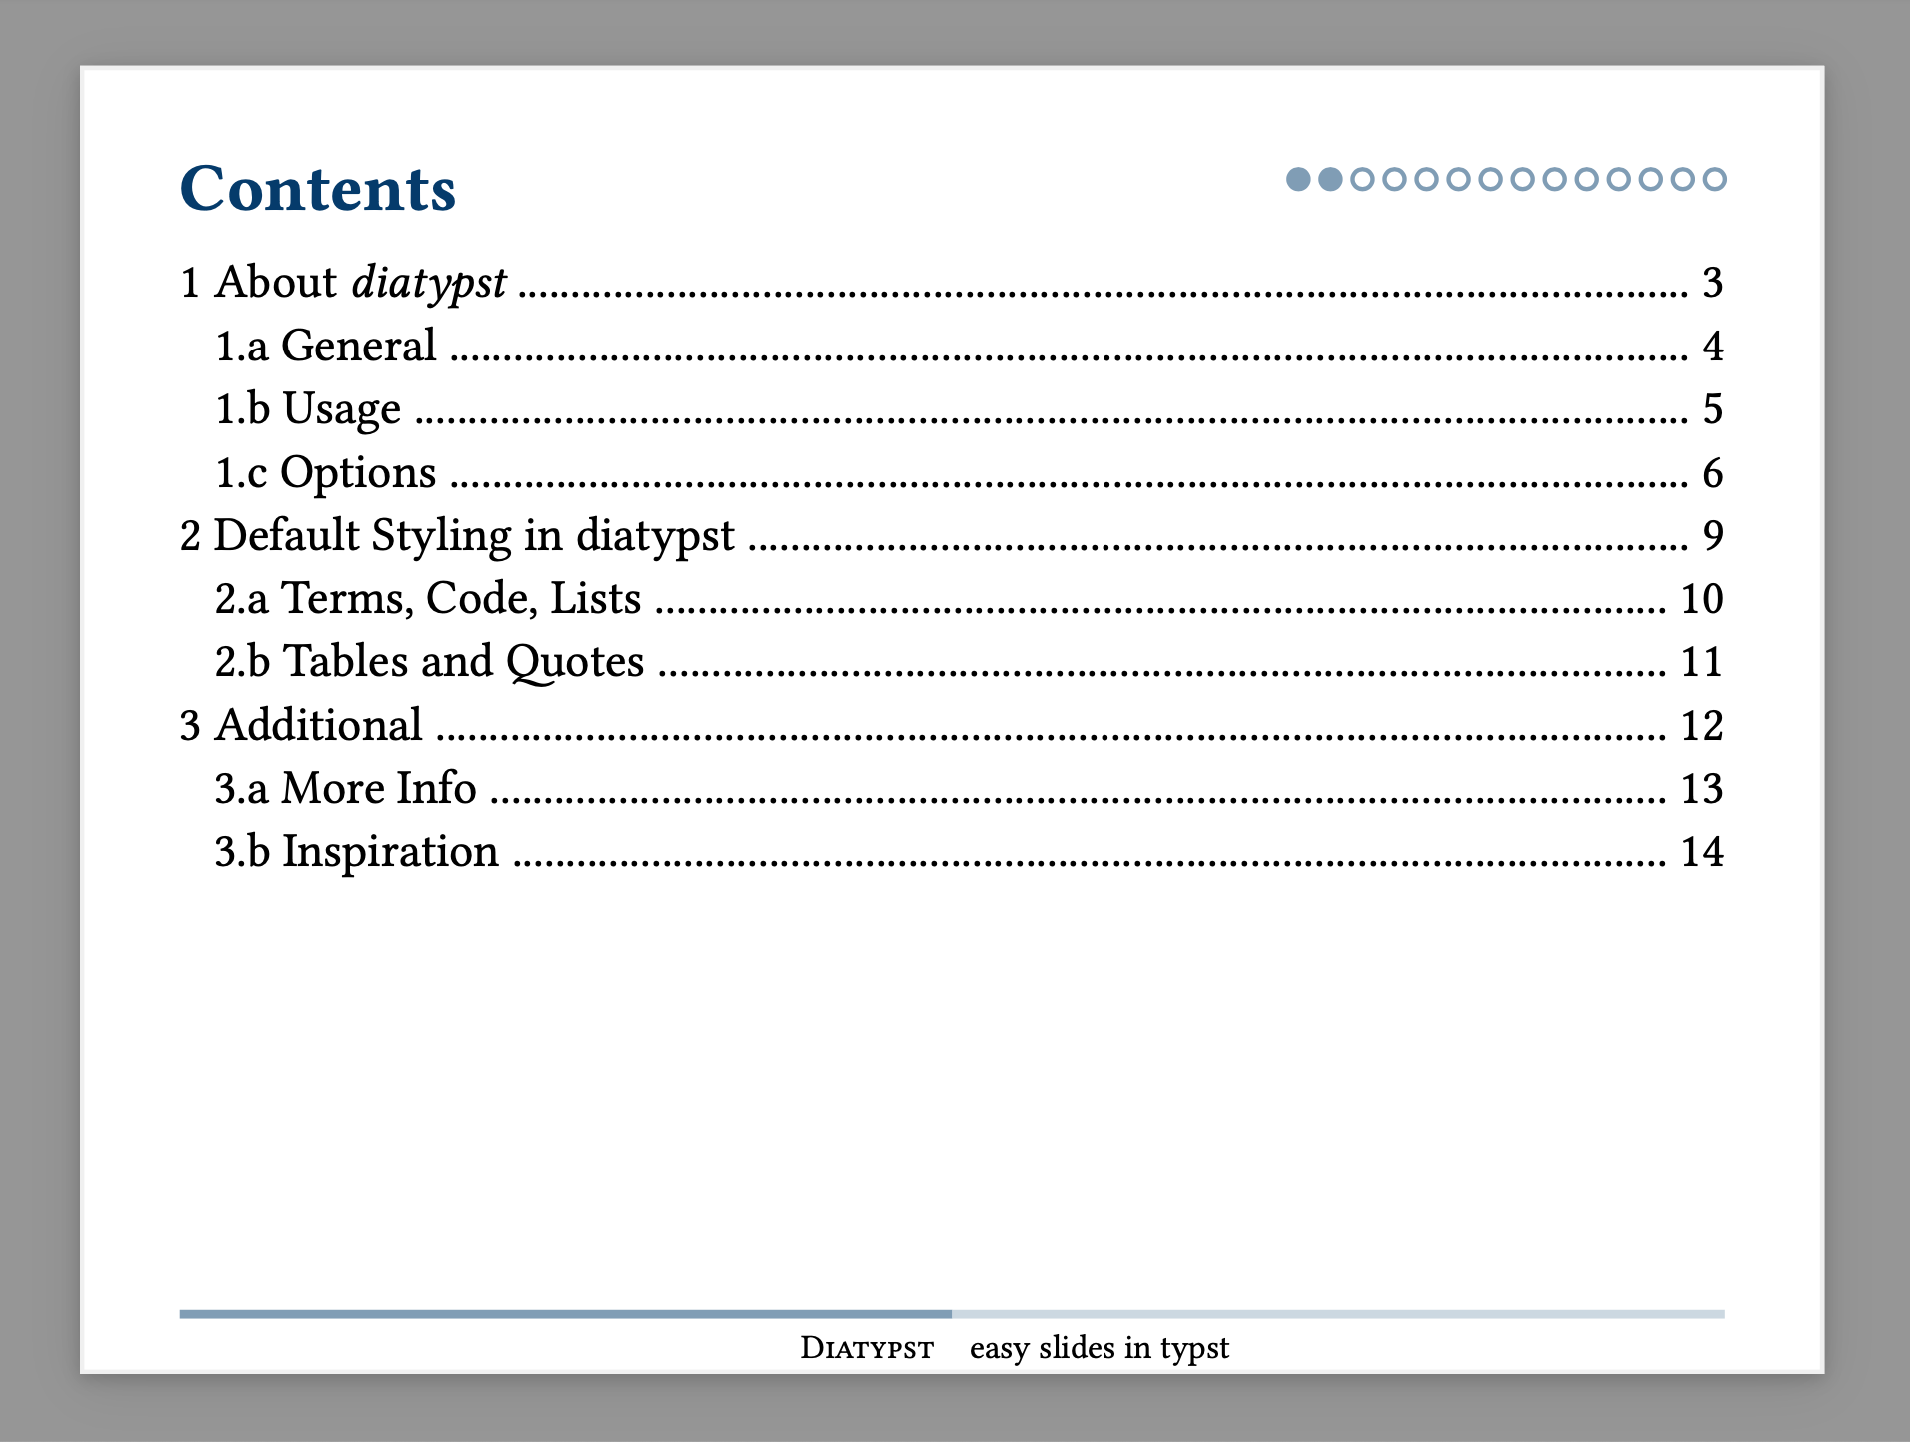 Contents
1 About diatypst ........................................................................................................ 3
1.a General ........................................................................................................ 4
1.b Usage ........................................................................................................ 5
1.c Options ........................................................................................................ 6
2 Default Styling in diatypst ........................................................................................ 9
2.a Terms, Code, Lists ................................................................................................ 10
2.b Tables and Quotes ................................................................................................ 11
3 Additional ........................................................................................................ 12
3.a More Info ........................................................................................................ 13
3.b Inspiration ........................................................................................................ 14
Diatypst easy slides in typst